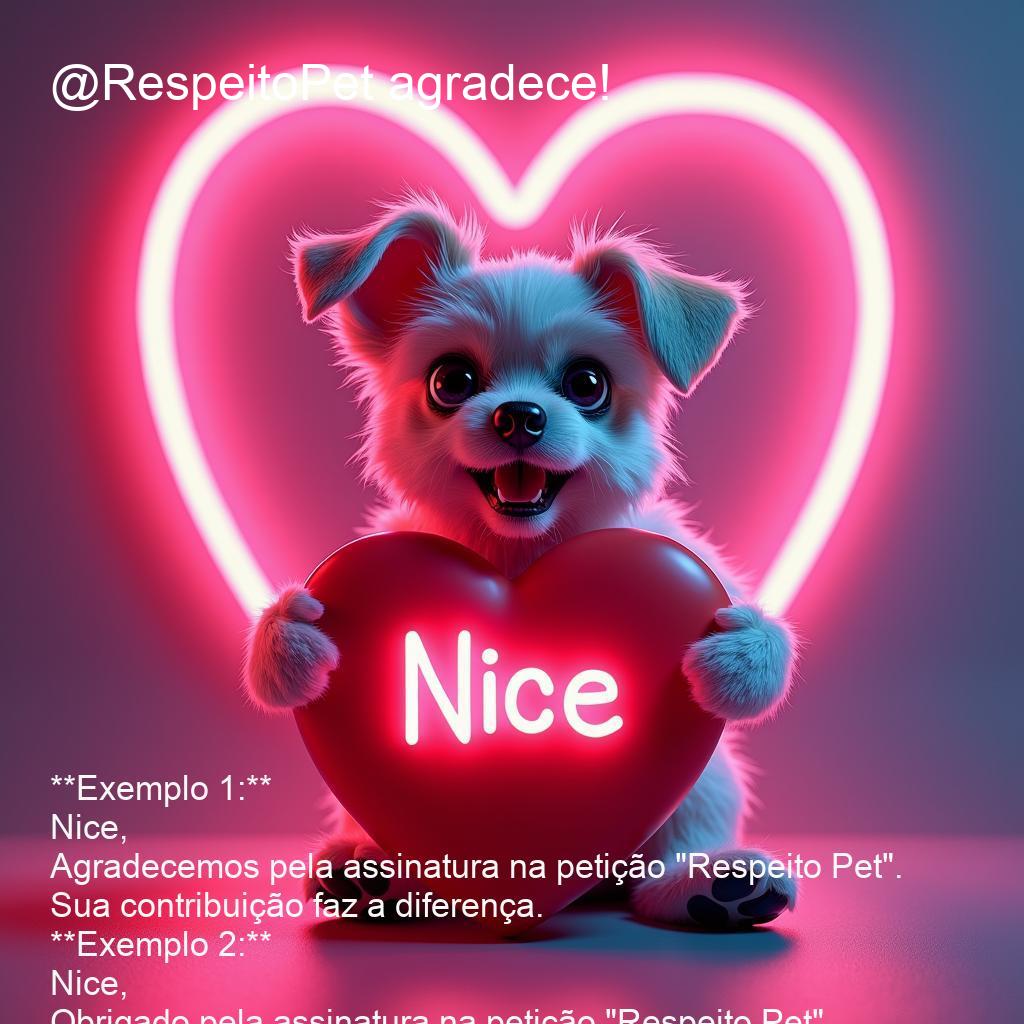 @RespeitoPet agradece!
Nice
**Exemplo 1:**
Nice,
Agradecemos pela assinatura na petição "Respeito Pet".
Sua contribuição faz a diferença.
**Exemplo 2:**
Nice,
Obrigado pela assinatura na petição "Respeito Pet"